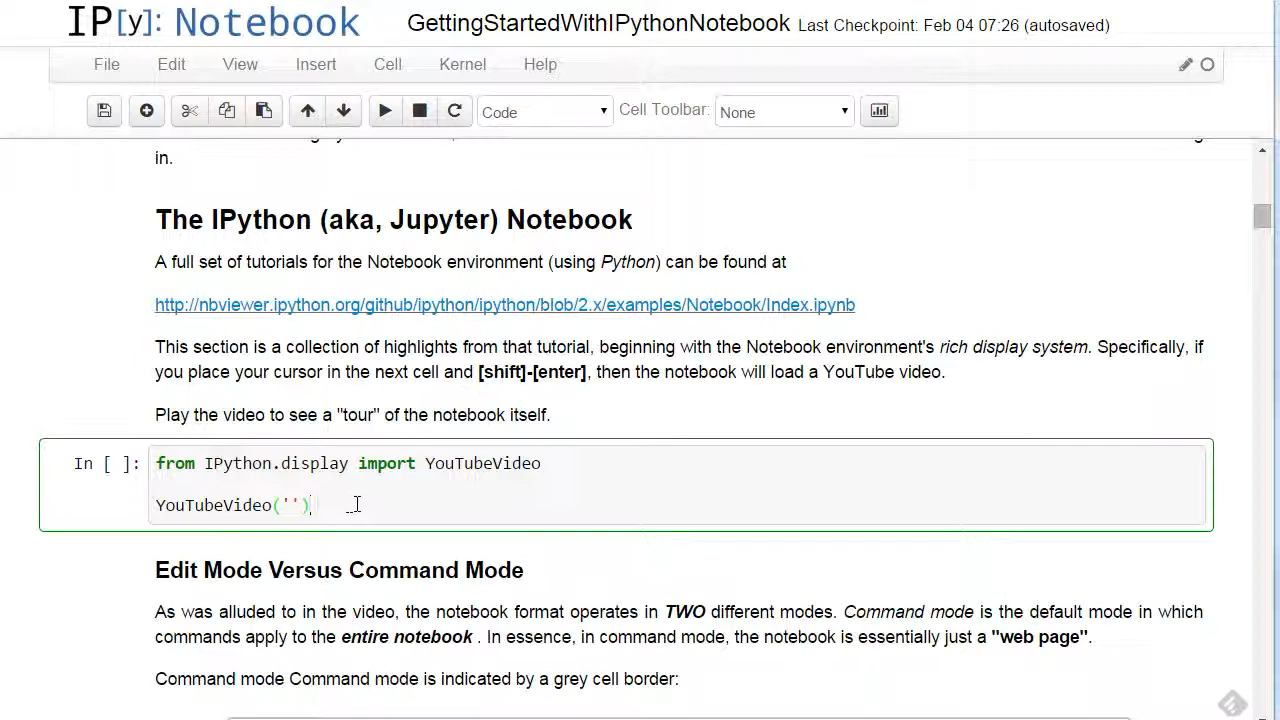 IP[y]: Notebook
GettingStartedWithIPythonNotebook Last Checkpoint: Feb 04 07:26 (autosaved)
File Edit View Insert Cell Kernel Help
Code Cell Toolbar: None
in.
The IPython (aka, Jupyter) Notebook
A full set of tutorials for the Notebook environment (using Python) can be found at
http://nbviewer.ipython.org/github/ipython/ipython/blob/2.x/examples/Notebook/Index.ipynb
This section is a collection of highlights from that tutorial, beginning with the Notebook environment's rich display system. Specifically, if
you place your cursor in the next cell and [shift]-[enter], then the notebook will load a YouTube video.
Play the video to see a "tour" of the notebook itself.
In [ ]: from IPython.display import YouTubeVideo
YouTubeVideo('')
Edit Mode Versus Command Mode
As was alluded to in the video, the notebook format operates in TWO different modes. Command mode is the default mode in which
commands apply to the entire notebook . In essence, in command mode, the notebook is essentially just a "web page".
Command mode Command mode is indicated by a grey cell border: